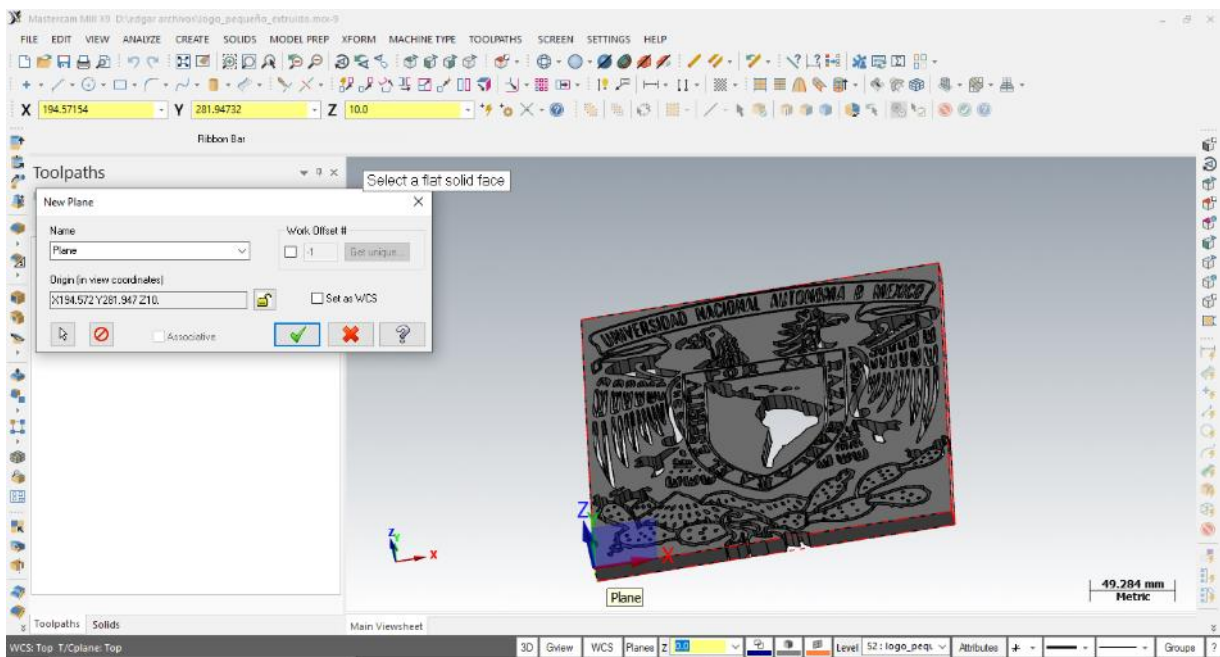 Mastercam Mill X9 D:\edgar archivos\logo_pequeño_extruido.mcx-9
FILE EDIT VIEW ANALYZE CREATE SOLIDS MODEL PREP XFORM MACHINE TYPE TOOLPATHS SCREEN SETTINGS HELP
X 194.57154 Y 281.94732 Z 10.0
Ribbon Bar
Toolpaths
Select a flat solid face
New Plane
Name
Plane
Work Offset #
-1
Get unique...
Origin (in view coordinates)
X194.572 Y281.947 Z10.
Set as WCS
Associative
UNIVERSIDAD NACIONAL AUTONOMA
MEXICO
Z
X
Z
Y
X
Plane
49.284 mm
Metric
Toolpaths Solids
Main Viewsheet
WCS: Top T/Cplane: Top
3D Gview WCS Planes Z 0.0 Level 52 : logo_pequ Attributes Groups ?